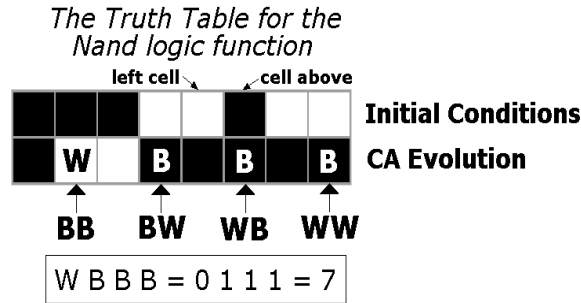 The Truth Table for the
Nand logic function
left cell cell above
Initial Conditions
W B B B CA Evolution
BB BW WB WW
W B B B = 0 1 1 1 = 7